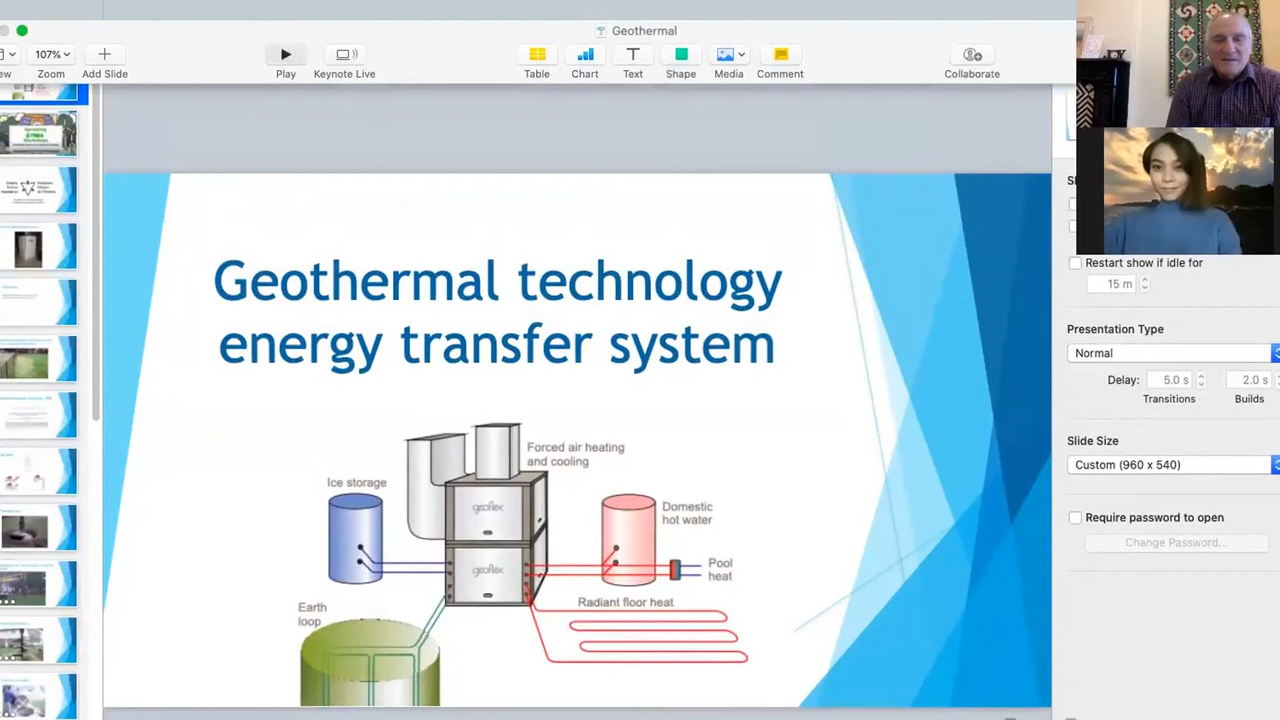 Geothermal
107%
Zoom
Add Slide
Play
Keynote Live
Table
Chart
Text
Shape
Media
Comment
Collaborate
Geothermal technology
energy transfer system
Forced air heating
and cooling
Ice storage
geoflex
Domestic
hot water
geoflex
Pool
heat
Radiant floor heat
Earth
loop
Restart show if idle for
15 m
Presentation Type
Normal
Delay:
5.0 s
2.0 s
Transitions
Builds
Slide Size
Custom (960 x 540)
Require password to open
Change Password...